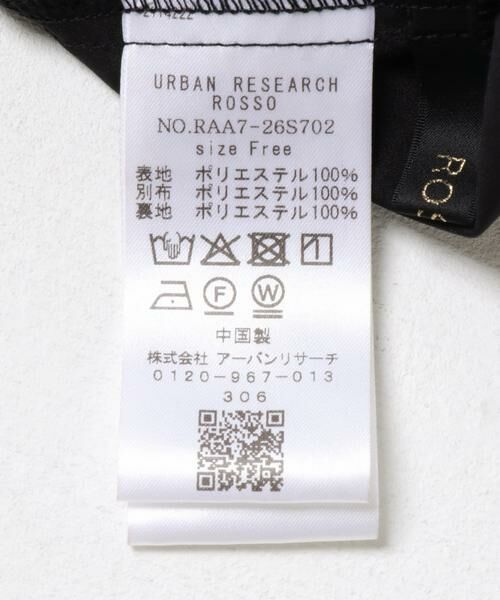 URBAN RESEARCH
ROSSO
NO.RAA7-26S702
size Free
表地 ポリエステル100%
別布 ポリエステル100%
裏地 ポリエステル100%
F W
中国製
株式会社 アーバンリサーチ
0120-967-013
306
ROS